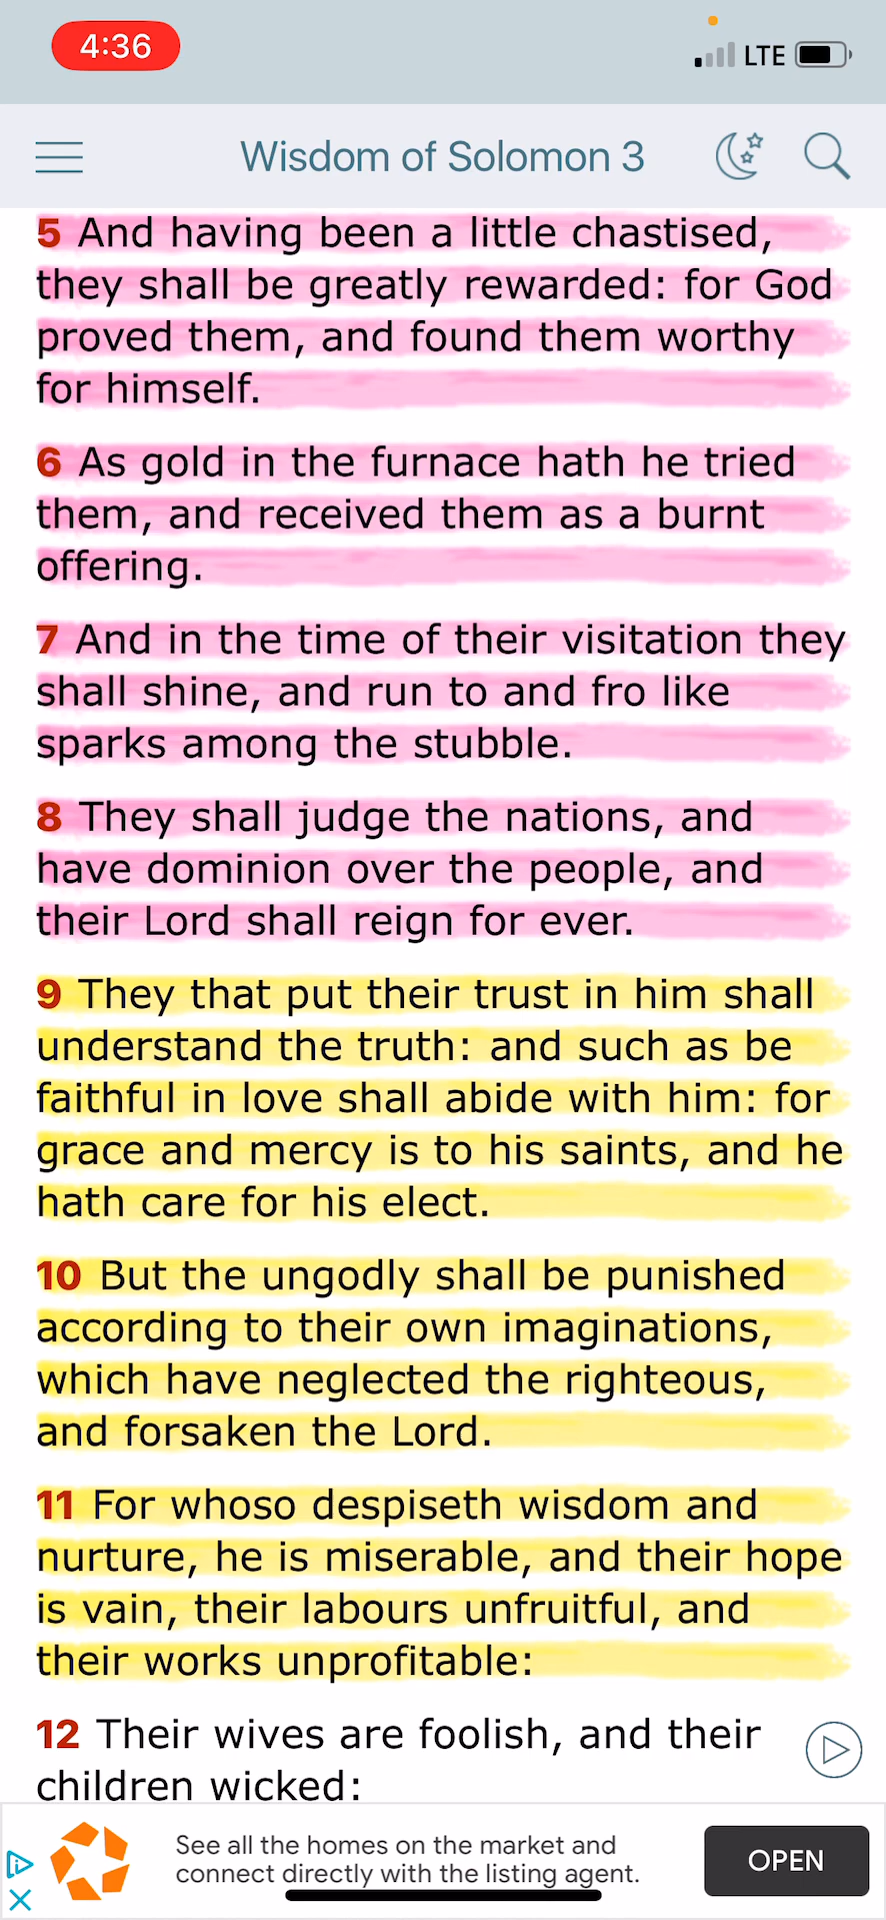 4:36
LTE
Wisdom of Solomon 3
5 And having been a little chastised,
they shall be greatly rewarded: for God
proved them, and found them worthy
for himself.
6 As gold in the furnace hath he tried
them, and received them as a burnt
offering.
7 And in the time of their visitation they
shall shine, and run to and fro like
sparks among the stubble.
8 They shall judge the nations, and
have dominion over the people, and
their Lord shall reign for ever.
9 They that put their trust in him shall
understand the truth: and such as be
faithful in love shall abide with him: for
grace and mercy is to his saints, and he
hath care for his elect.
10 But the ungodly shall be punished
according to their own imaginations,
which have neglected the righteous,
and forsaken the Lord.
11 For whoso despiseth wisdom and
nurture, he is miserable, and their hope
is vain, their labours unfruitful, and
their works unprofitable:
12 Their wives are foolish, and their
children wicked:
See all the homes on the market and
connect directly with the listing agent.
OPEN